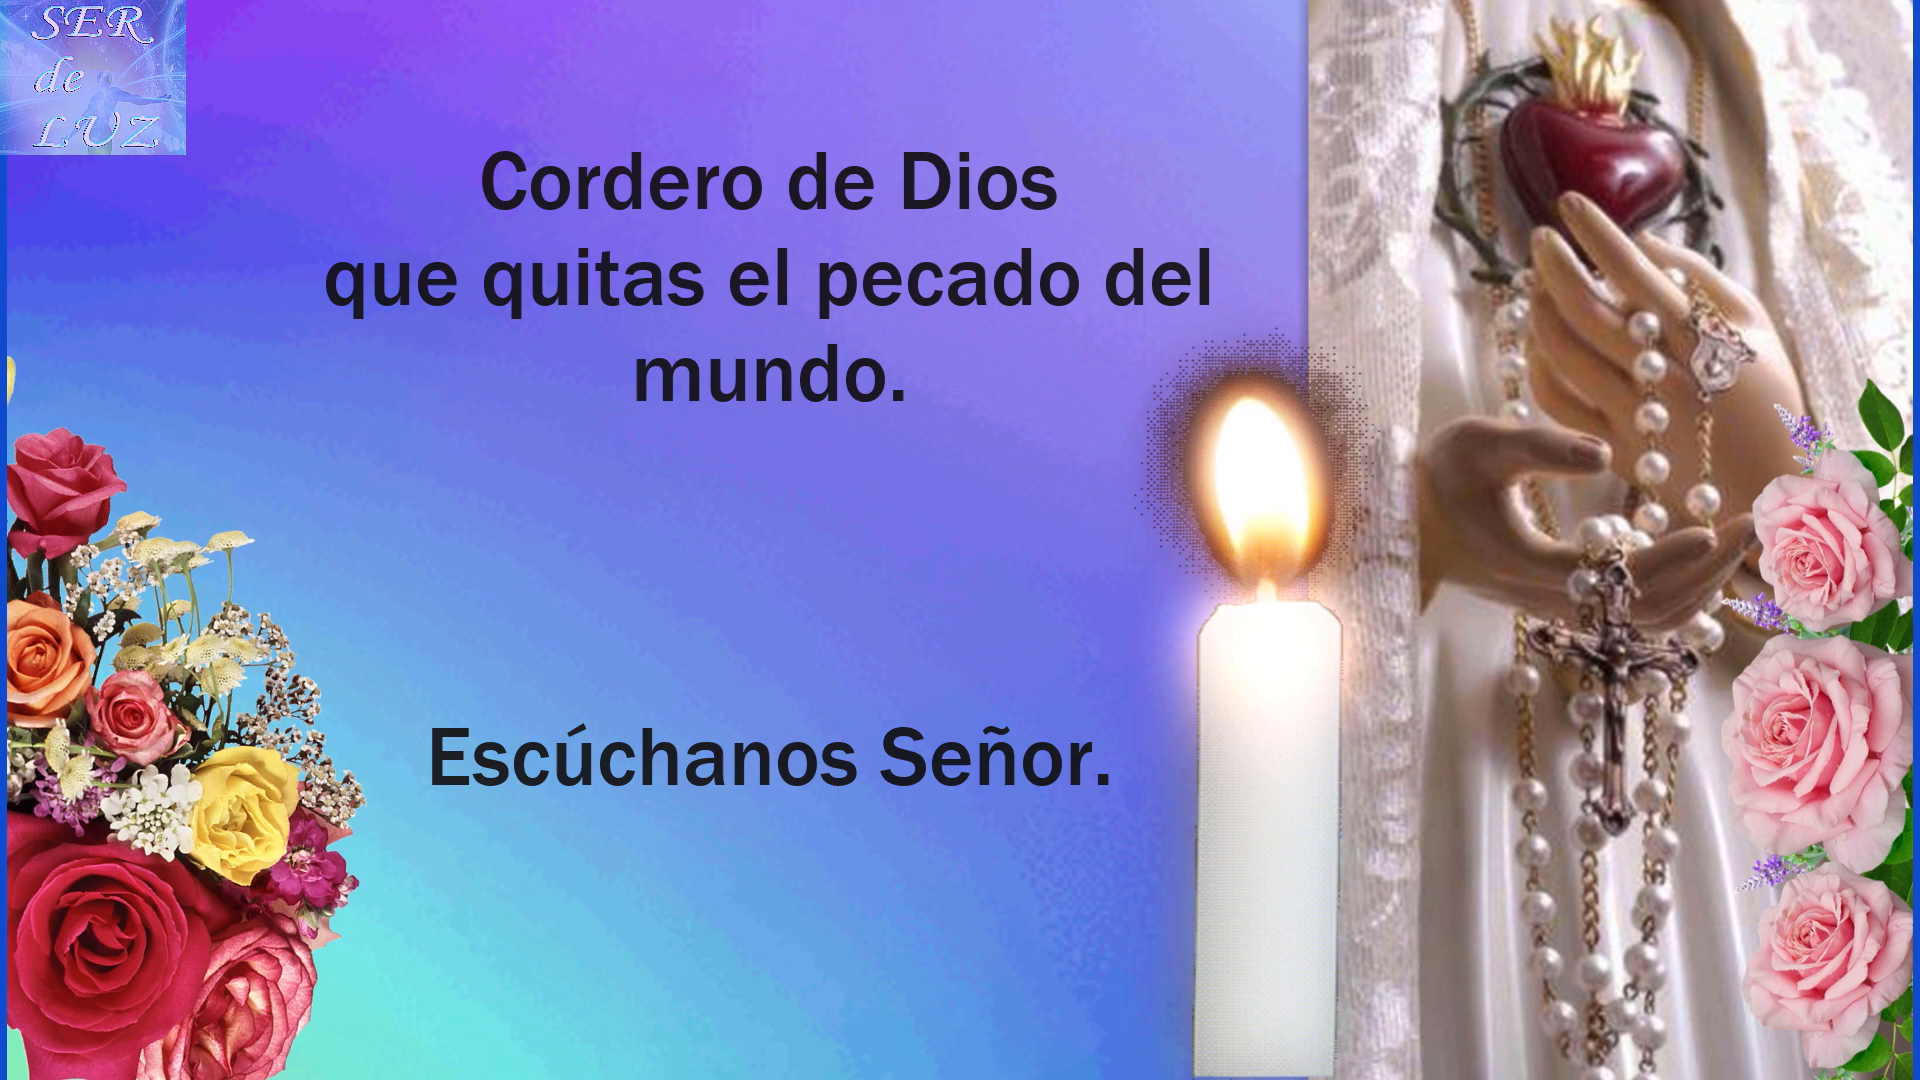 SER
de
LUZ
Cordero de Dios
que quitas el pecado del
mundo.
Escúchanos Señor.